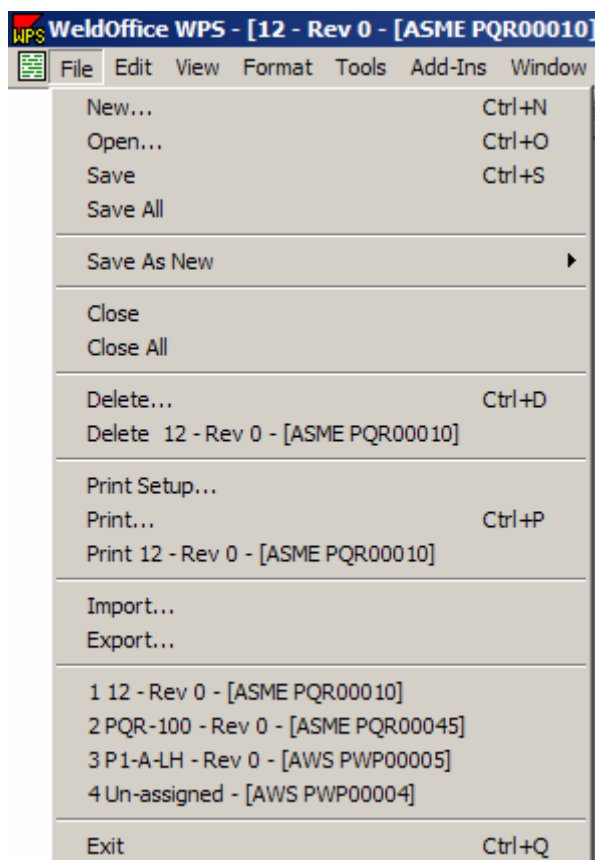 WPS WeldOffice WPS - [12 - Rev 0 - [ASME PQR00010]
File Edit View Format Tools Add-Ins Window
New... Ctrl+N
Open... Ctrl+O
Save Ctrl+S
Save All
Save As New
Close
Close All
Delete... Ctrl+D
Delete 12 - Rev 0 - [ASME PQR00010]
Print Setup...
Print... Ctrl+P
Print 12 - Rev 0 - [ASME PQR00010]
Import...
Export...
1 12 - Rev 0 - [ASME PQR00010]
2 PQR-100 - Rev 0 - [ASME PQR00045]
3 P1-A-LH - Rev 0 - [AWS PWP00005]
4 Un-assigned - [AWS PWP00004]
Exit Ctrl+Q